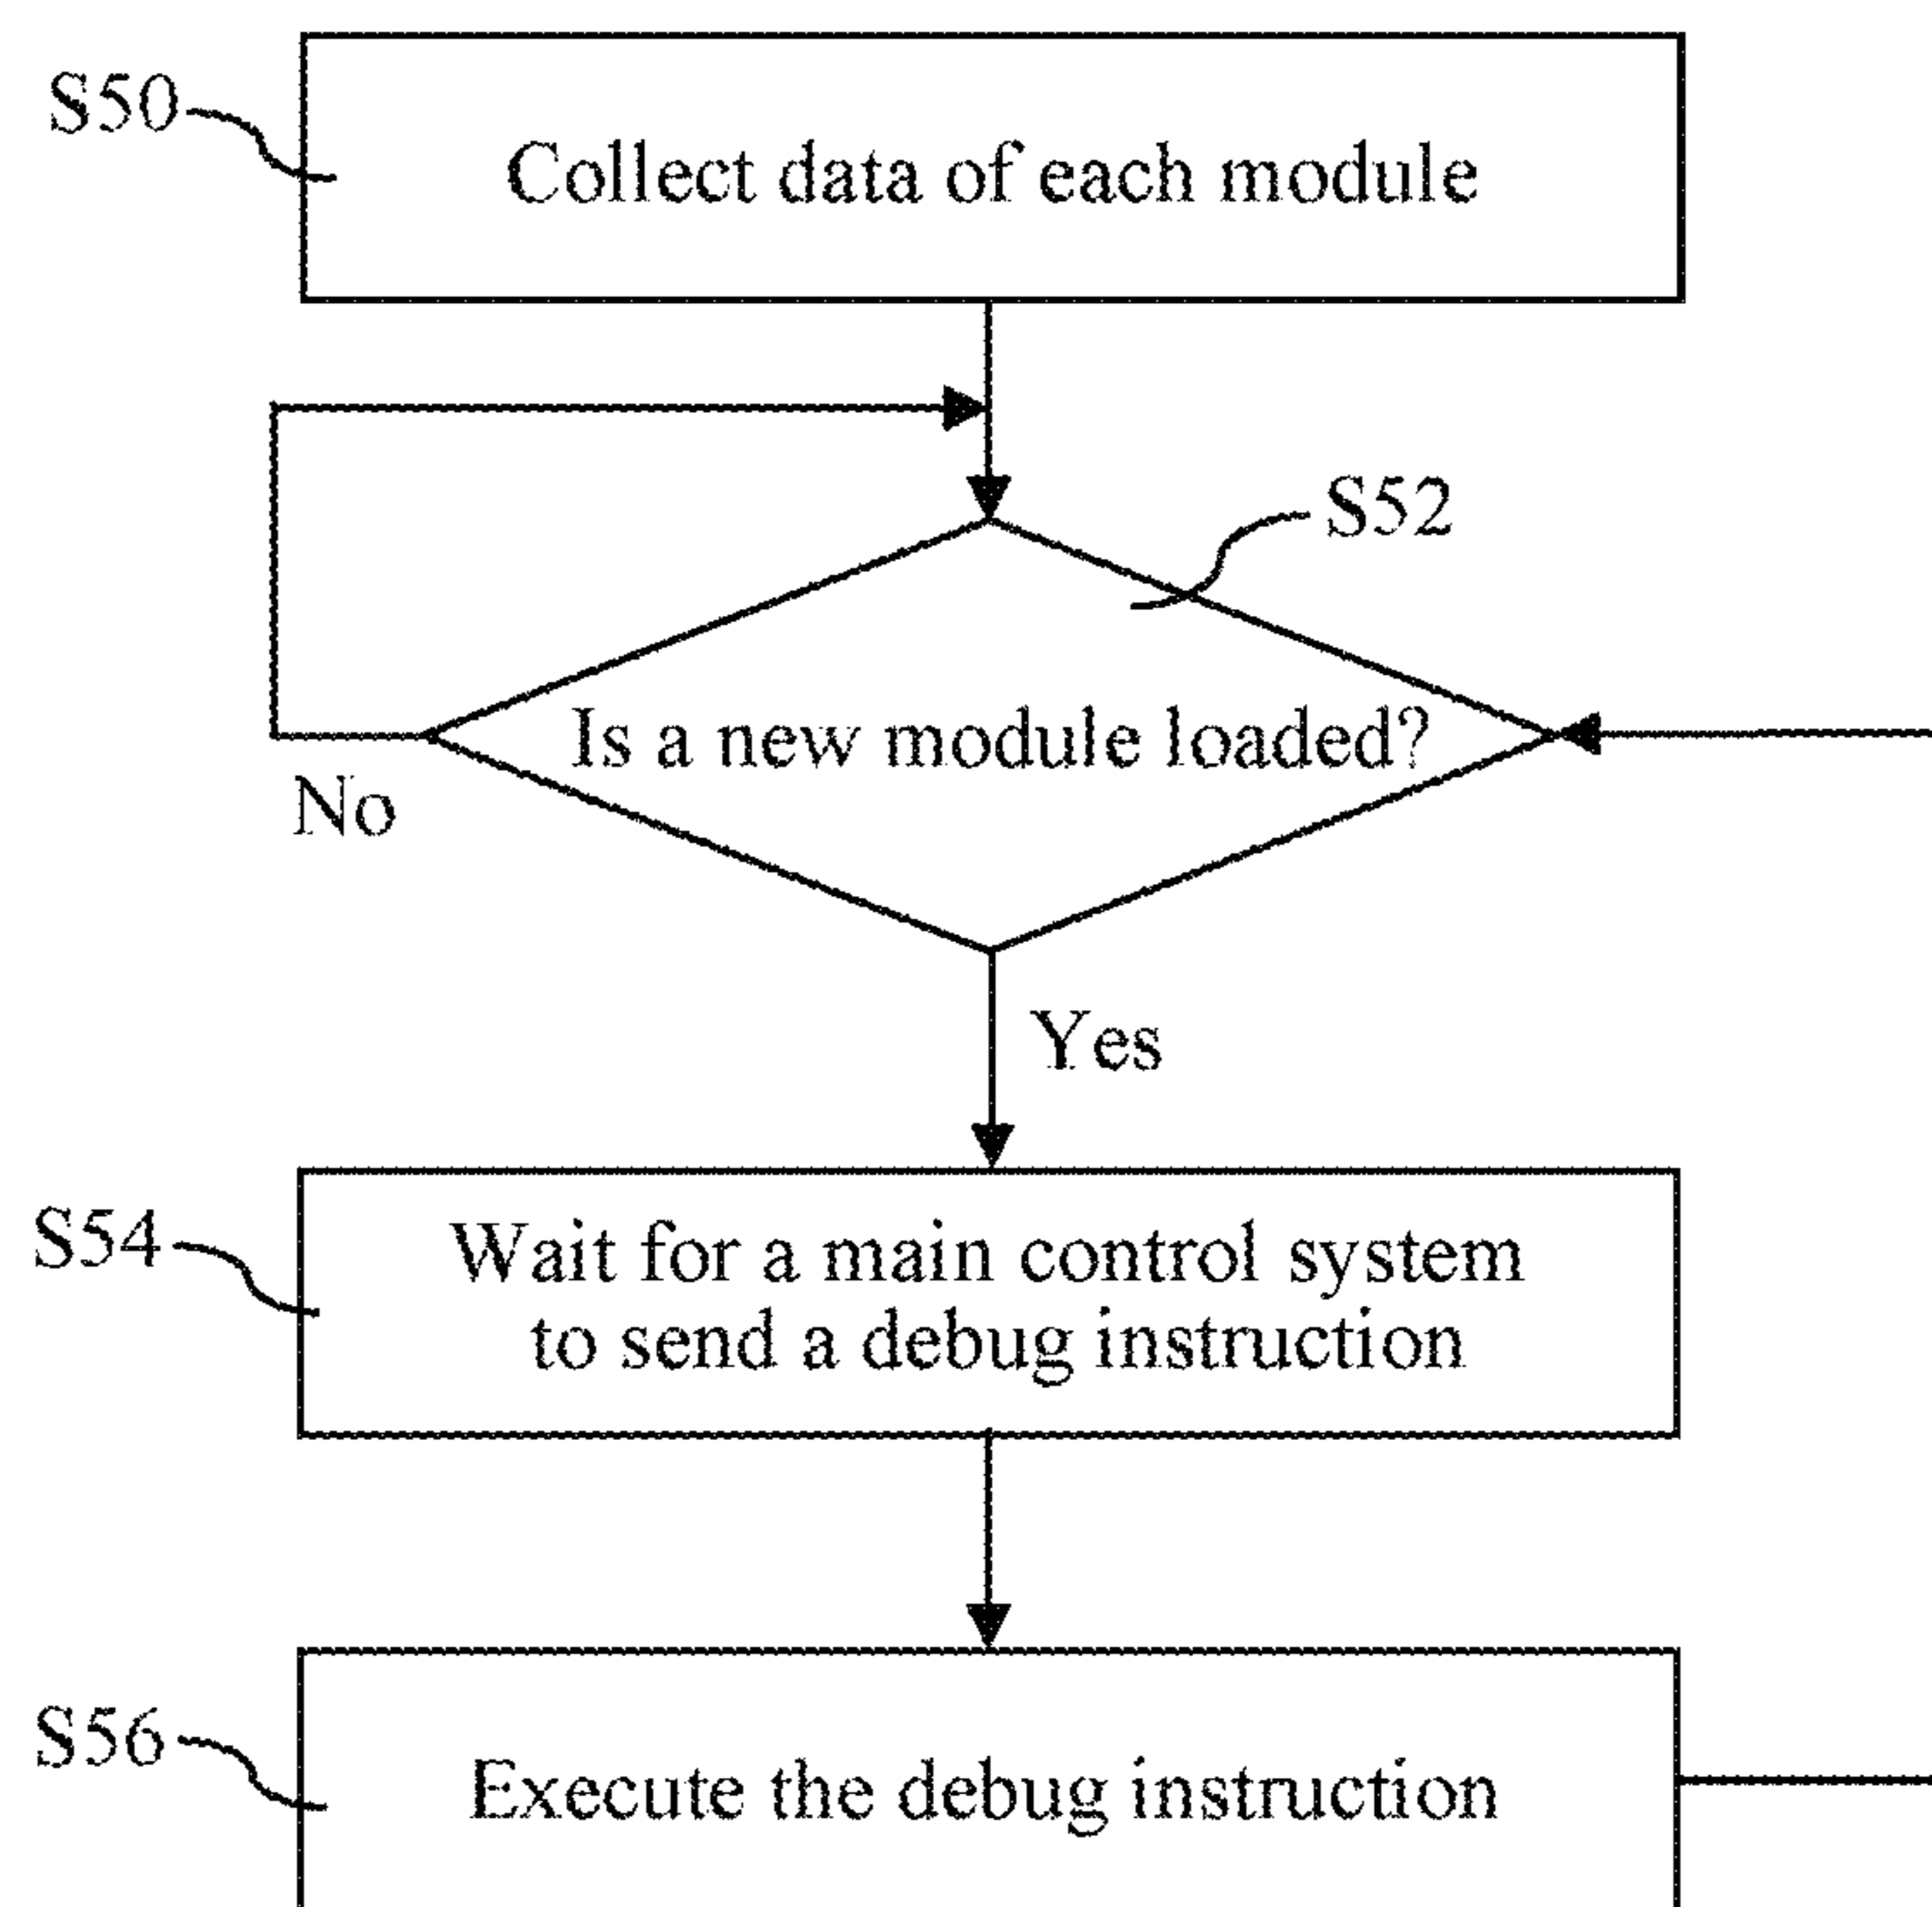 S50
Collect data of each module
S52
Is a new module loaded?
No
Yes
S54
Wait for a main control system
to send a debug instruction
S56
Execute the debug instruction